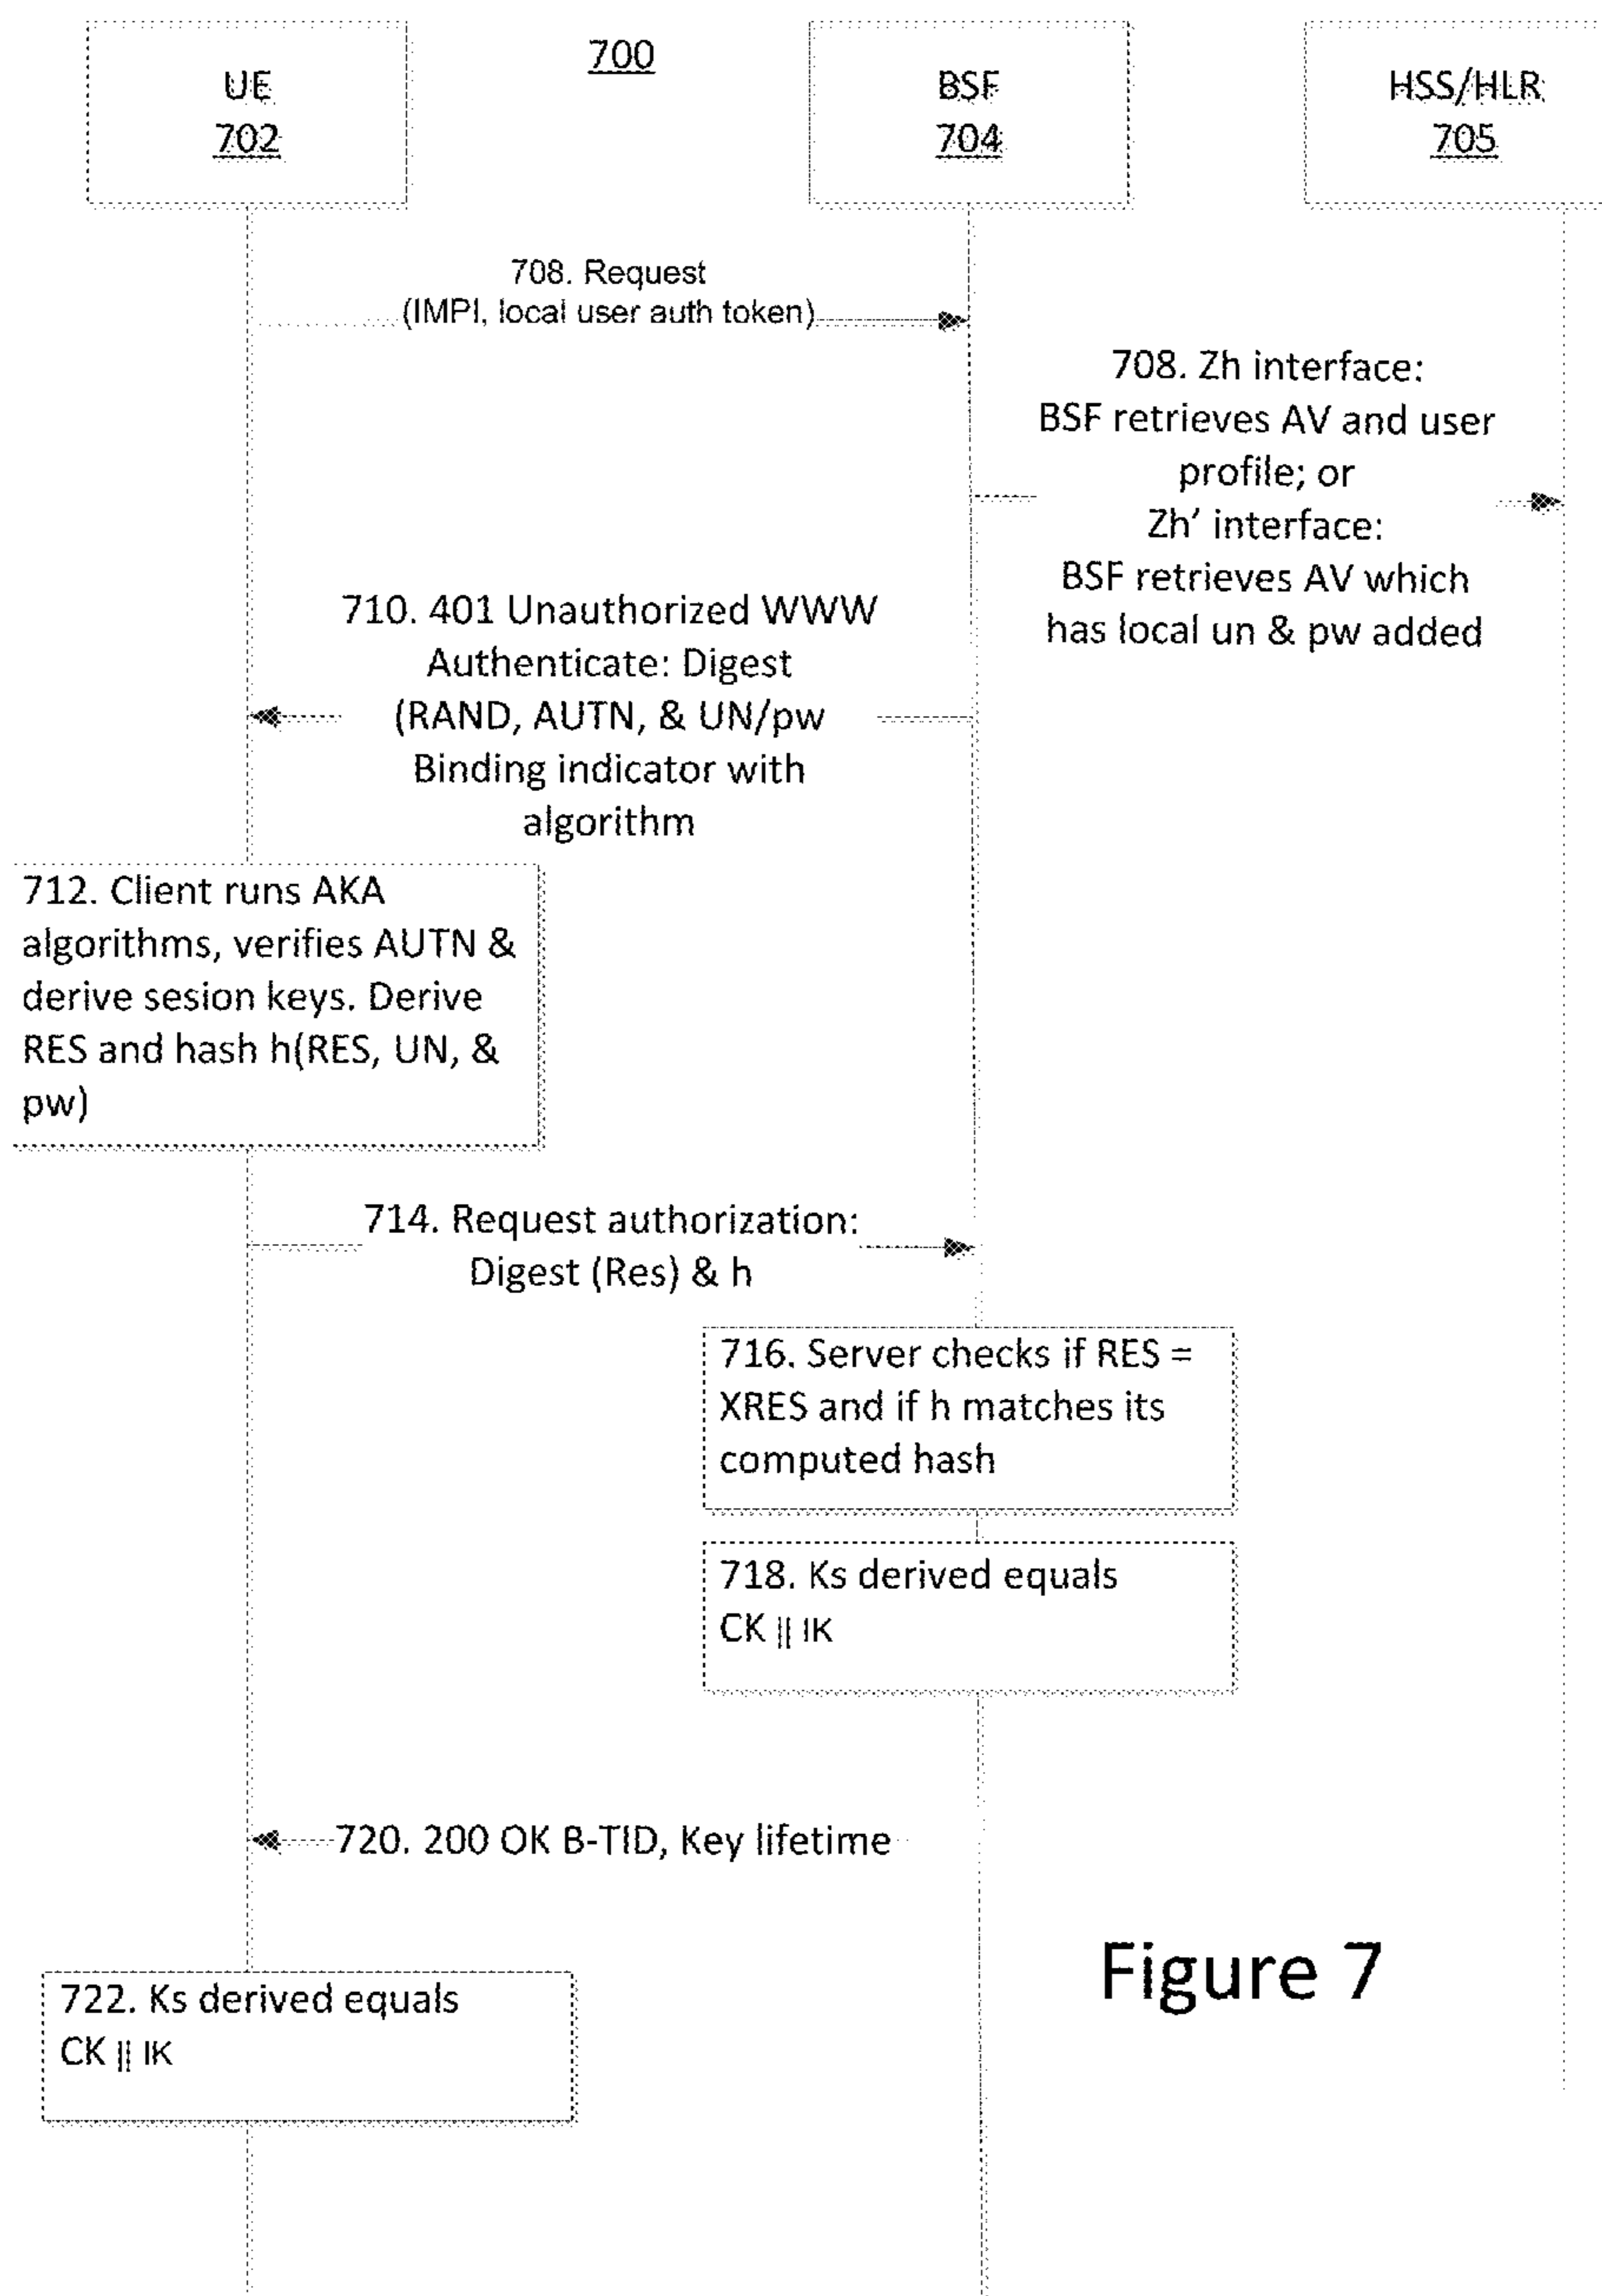 700
UE
702
BSF
704
HSS/HLR
705
708. Request
(IMPI, local user auth token)
708. Zh interface:
BSF retrieves AV and user
profile; or
Zh’ interface:
BSF retrieves AV which
has local un & pw added
710. 401 Unauthorized WWW
Authenticate: Digest
(RAND, AUTN, & UN/pw
Binding indicator with
algorithm
712. Client runs AKA
algorithms, verifies AUTN &
derive sesion keys. Derive
RES and hash h(RES, UN, &
pw)
714. Request authorization:
Digest (Res) & h
716. Server checks if RES =
XRES and if h matches its
computed hash
718. Ks derived equals
CK || IK
720. 200 OK B-TID, Key lifetime
722. Ks derived equals
CK || IK
Figure 7